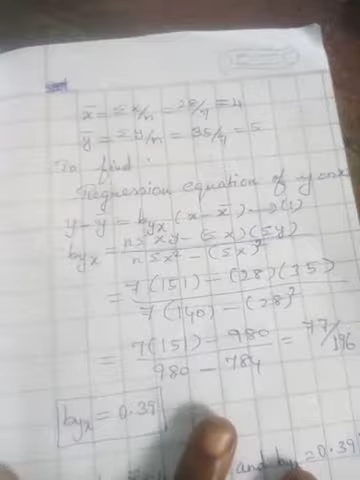 x̄ = Σx/n = 28/7 = 4
ȳ = Σy/n = 35/7 = 5
To find
Regression equation of y on x
y - ȳ = byx (x - x̄) → (1)
byx = nΣxy - (Σx)(Σy) / nΣx² - (Σx)²
= 7(151) - (28)(35) / 7(140) - (28)²
= 7(151) - 980 / 980 - 784 = 77/196
byx = 0.39
and byx = 0.39